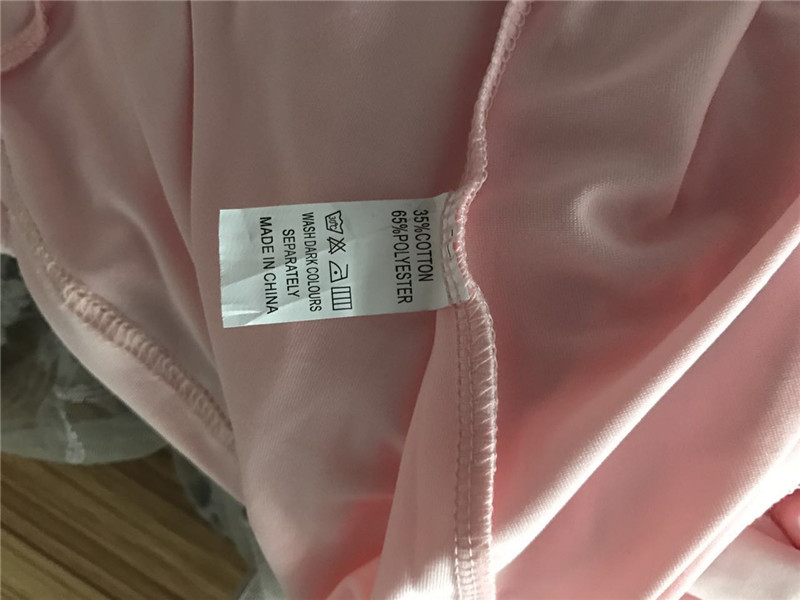 35%COTTON
65%POLYESTER
WASH DARK COLOURS
SEPARATELY
MADE IN CHINA